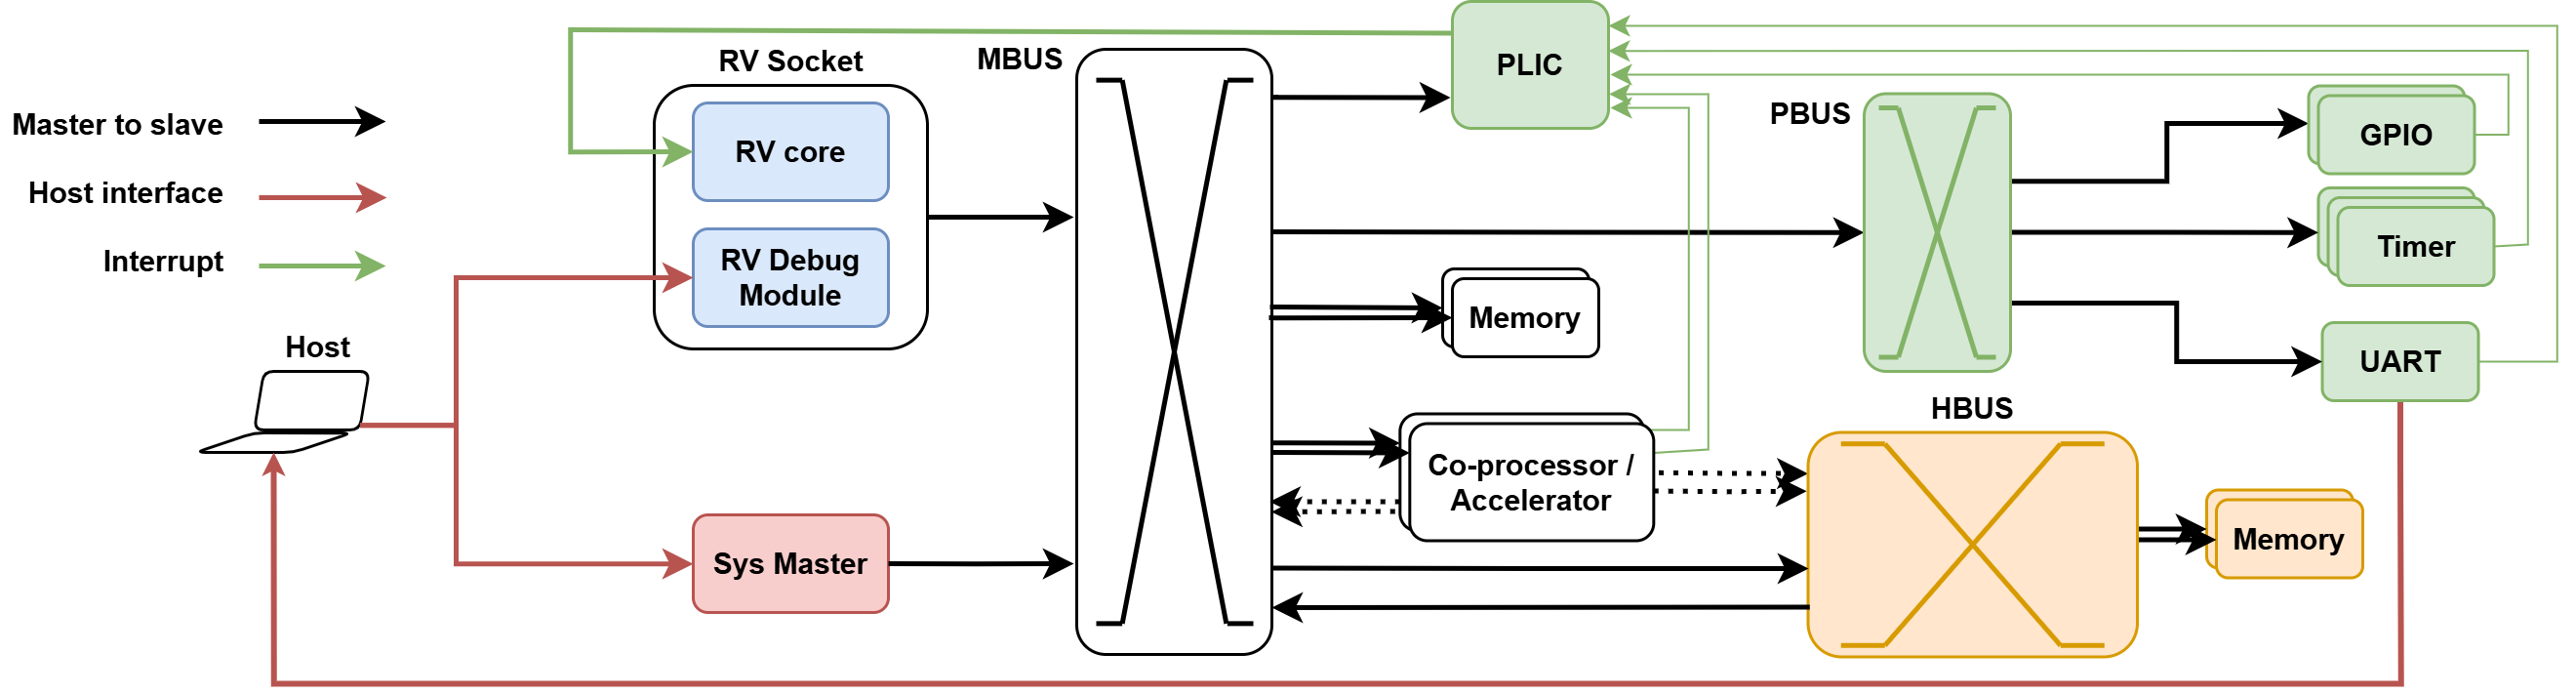 Master to slave
Host interface
Interrupt
Host
RV Socket
RV core
RV Debug
Module
Sys Master
MBUS
PLIC
PBUS
GPIO
Timer
UART
Memory
Co-processor /
Accelerator
HBUS
Memory